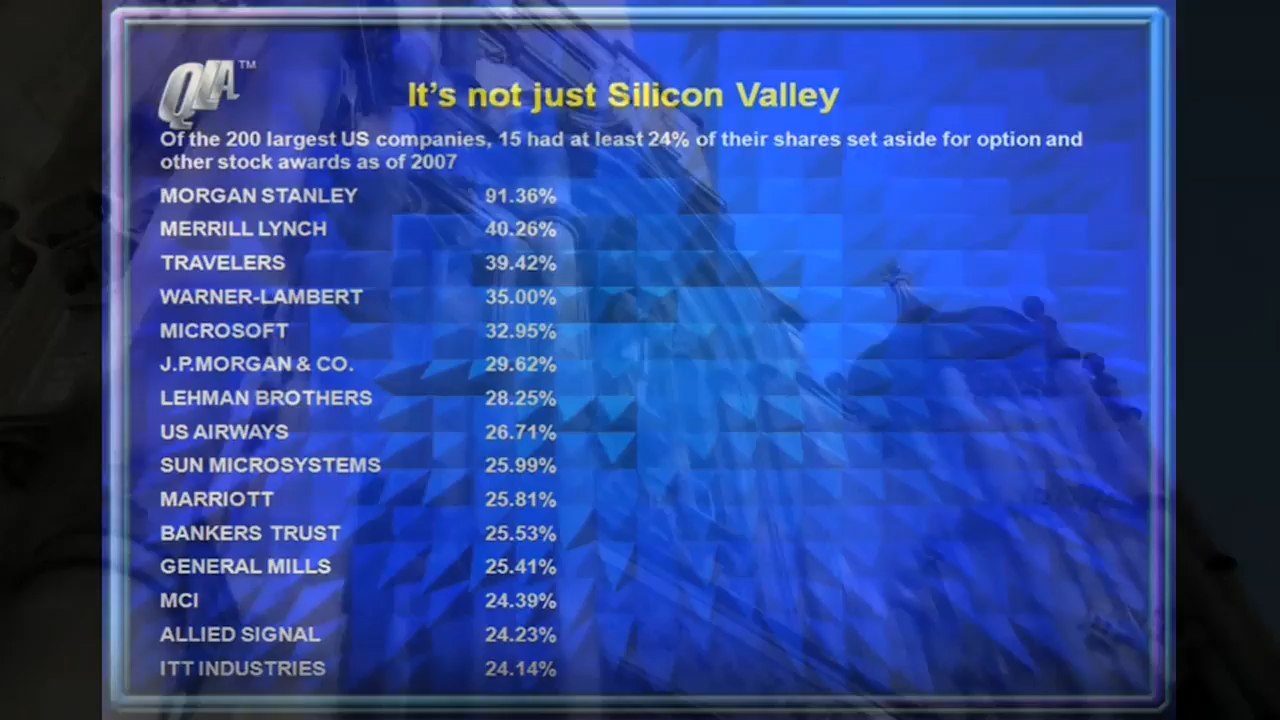 QLA™
It's not just Silicon Valley
Of the 200 largest US companies, 15 had at least 24% of their shares set aside for option and
other stock awards as of 2007
MORGAN STANLEY 91.36%
MERRILL LYNCH 40.26%
TRAVELERS 39.42%
WARNER-LAMBERT 35.00%
MICROSOFT 32.95%
J.P.MORGAN & CO. 29.62%
LEHMAN BROTHERS 28.25%
US AIRWAYS 26.71%
SUN MICROSYSTEMS 25.99%
MARRIOTT 25.81%
BANKERS TRUST 25.53%
GENERAL MILLS 25.41%
MCI 24.39%
ALLIED SIGNAL 24.23%
ITT INDUSTRIES 24.14%